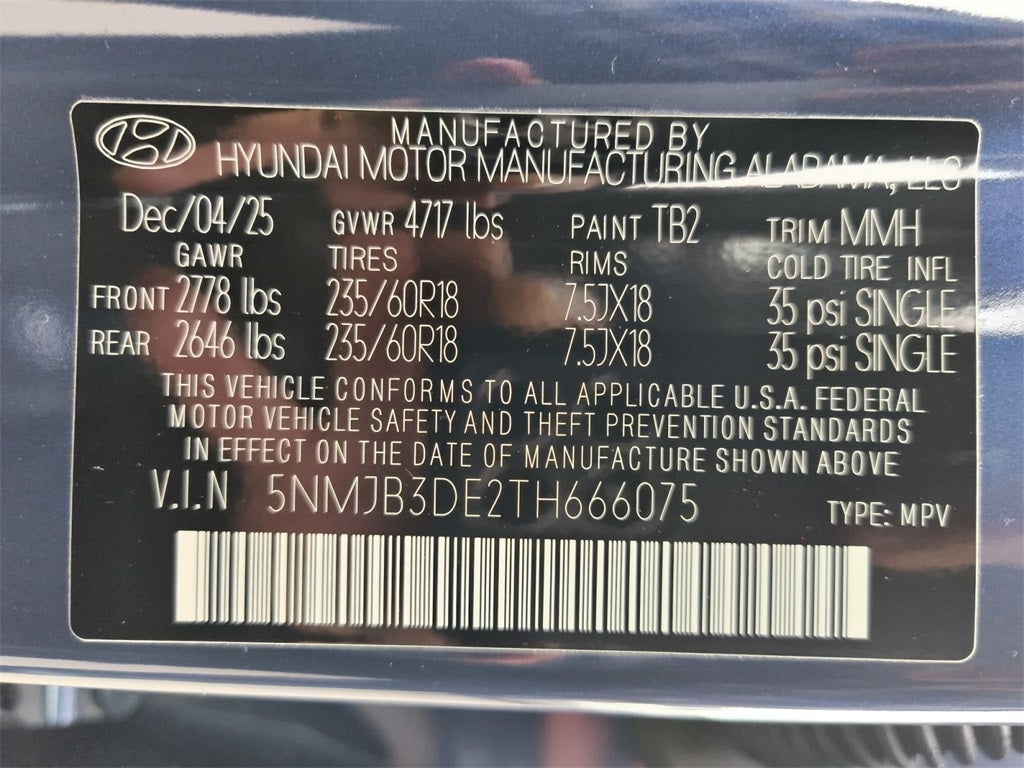 MANUFACTURED BY
HYUNDAI MOTOR MANUFACTURING ALABAMA, LLC
Dec/04/25 GVWR 4717 lbs PAINT TB2 TRIM MMH
GAWR TIRES RIMS COLD TIRE INFL
FRONT 2778 lbs 235/60R18 7.5JX18 35 psi SINGLE
REAR 2646 lbs 235/60R18 7.5JX18 35 psi SINGLE
THIS VEHICLE CONFORMS TO ALL APPLICABLE U.S.A. FEDERAL
MOTOR VEHICLE SAFETY AND THEFT PREVENTION STANDARDS
IN EFFECT ON THE DATE OF MANUFACTURE SHOWN ABOVE
V.I.N 5NMJB3DE2TH666075 TYPE: MPV